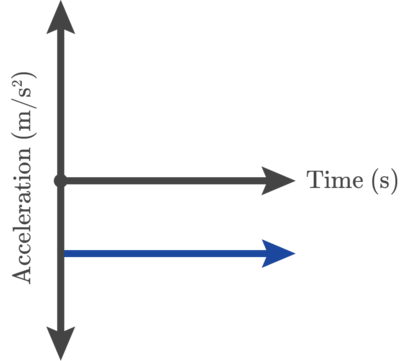 Acceleration (m/s²)
Time (s)